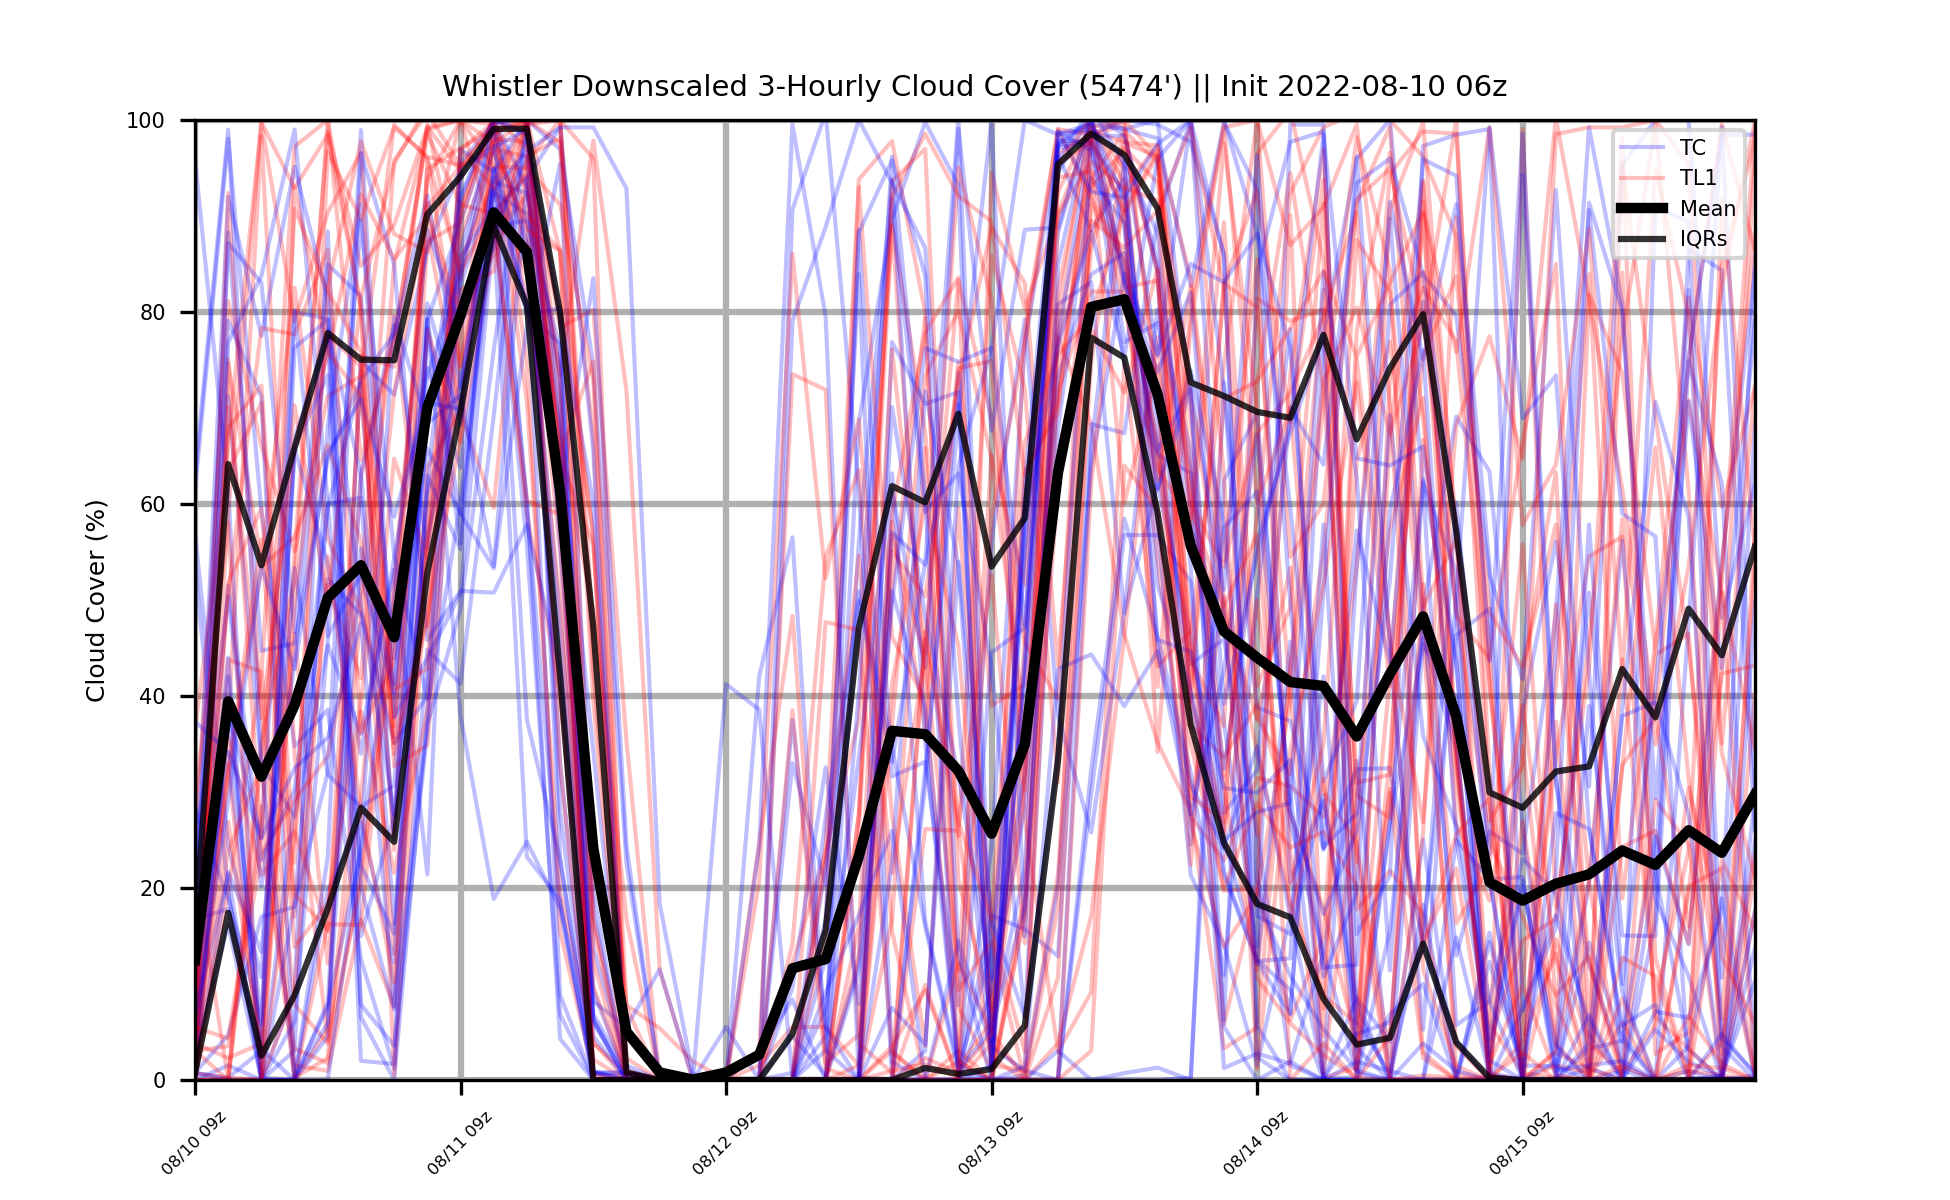 Whistler Downscaled 3-Hourly Cloud Cover (5474') || Init 2022-08-10 06z
100
80
60
40
20
0
Cloud Cover (%)
TC
TL1
Mean
IQRs
08/10 09z
08/11 09z
08/12 09z
08/13 09z
08/14 09z
08/15 09z